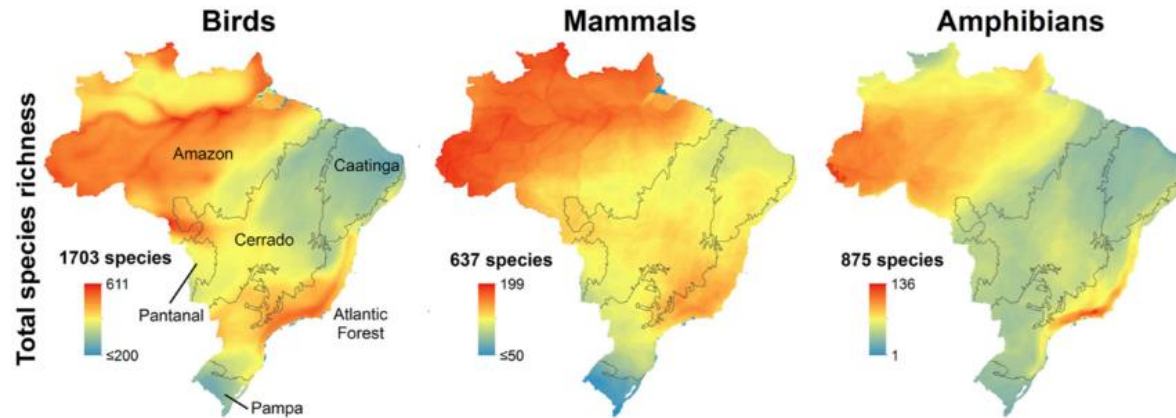 Birds
Mammals
Amphibians
Total species richness
Amazon
Caatinga
Cerrado
1703 species
611
≤200
Pantanal
Atlantic
Forest
Pampa
637 species
199
≤50
875 species
136
1